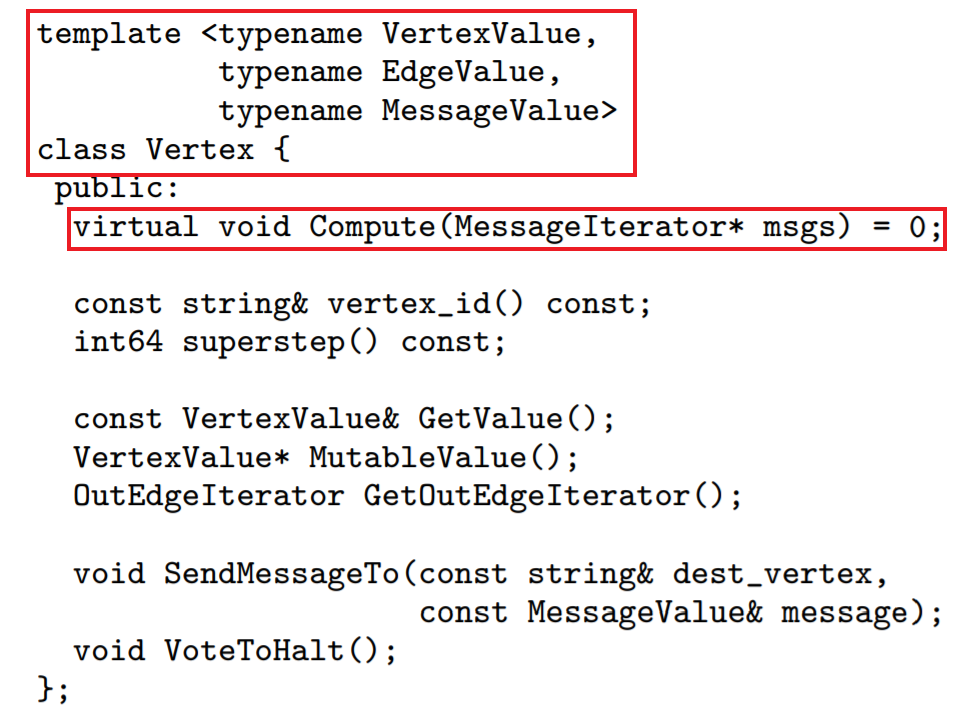 template <typename VertexValue,
          typename EdgeValue,
          typename MessageValue>
class Vertex {
 public:
  virtual void Compute(MessageIterator* msgs) = 0;

  const string& vertex_id() const;
  int64 superstep() const;

  const VertexValue& GetValue();
  VertexValue* MutableValue();
  OutEdgeIterator GetOutEdgeIterator();

  void SendMessageTo(const string& dest_vertex,
                     const MessageValue& message);
  void VoteToHalt();
};